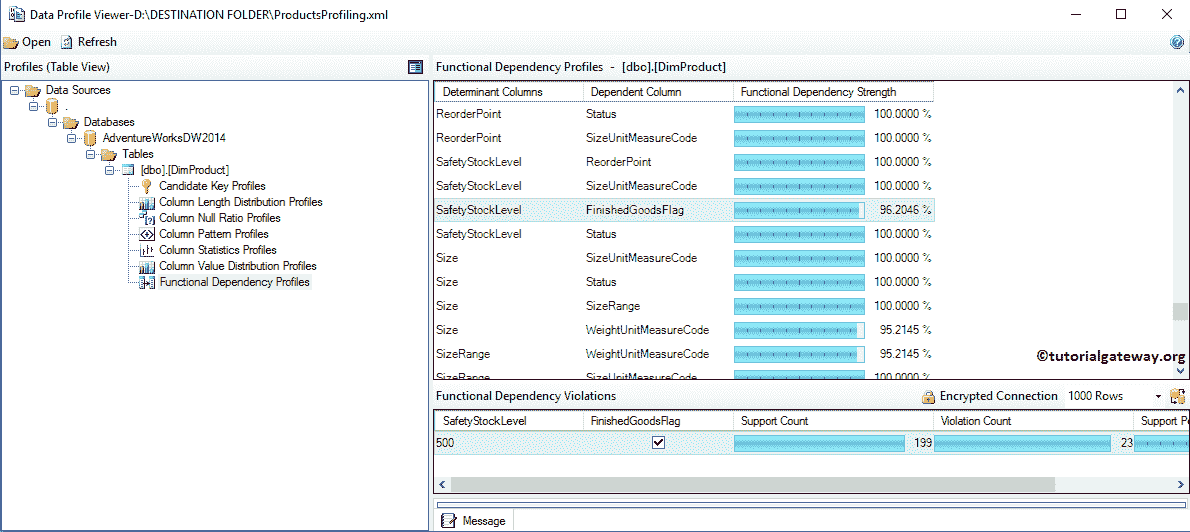 Data Profile Viewer-D:\DESTINATION FOLDER\ProductsProfiling.xml
Open Refresh
Profiles (Table View)
Data Sources
.
Databases
AdventureWorksDW2014
Tables
[dbo].[DimProduct]
Candidate Key Profiles
Column Length Distribution Profiles
Column Null Ratio Profiles
Column Pattern Profiles
Column Statistics Profiles
Column Value Distribution Profiles
Functional Dependency Profiles
Functional Dependency Profiles - [dbo].[DimProduct]
Determinant Columns Dependent Column Functional Dependency Strength
ReorderPoint Status 100.0000 %
ReorderPoint SizeUnitMeasureCode 100.0000 %
SafetyStockLevel ReorderPoint 100.0000 %
SafetyStockLevel SizeUnitMeasureCode 100.0000 %
SafetyStockLevel FinishedGoodsFlag 96.2046 %
SafetyStockLevel Status 100.0000 %
Size SizeUnitMeasureCode 100.0000 %
Size Status 100.0000 %
Size SizeRange 100.0000 %
Size WeightUnitMeasureCode 95.2145 %
SizeRange WeightUnitMeasureCode 95.2145 %
SizeRange SizeUnitMeasureCode 100.0000 %
©tutorialgateway.org
Functional Dependency Violations Encrypted Connection 1000 Rows
SafetyStockLevel FinishedGoodsFlag Support Count Violation Count Support Pe
500 199 23
Message